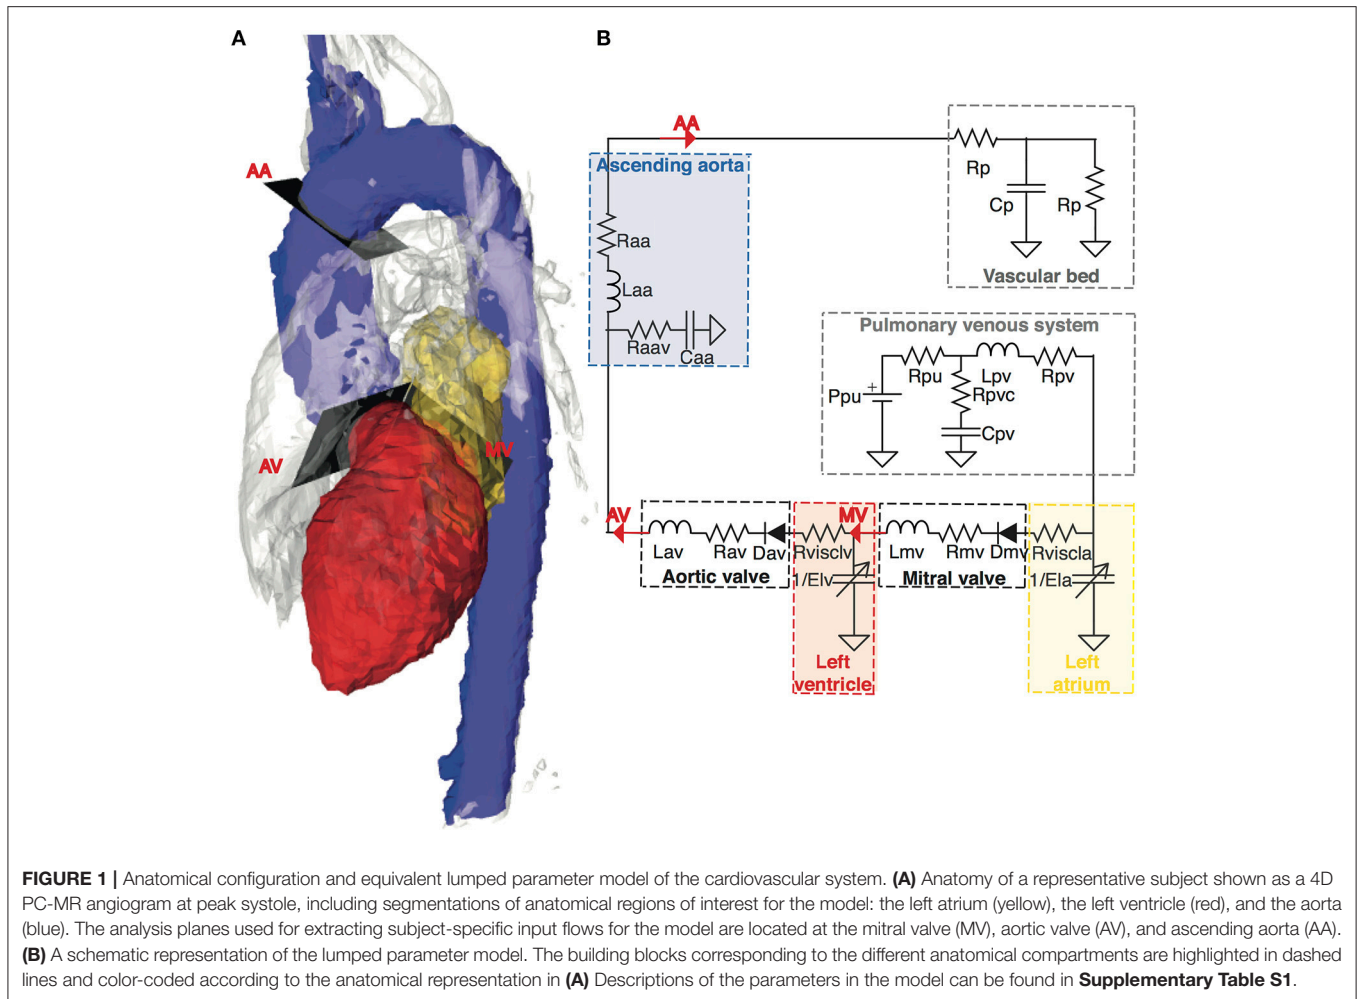 A
B
AA
AA
Ascending aorta
Rp
Cp
Rp
Vascular bed
Raa
Laa
Raav
Caa
Pulmonary venous system
Rpu
Lpv
Rpv
Ppu
+
Rpvc
Cpv
AV
MV
AV
MV
Lav
Rav
Dav
Rvisclv
Lmv
Rmv
Dmv
Rviscla
Aortic valve
1/Elv
Mitral valve
1/Ela
Left
ventricle
Left
atrium
FIGURE 1 | Anatomical configuration and equivalent lumped parameter model of the cardiovascular system. (A) Anatomy of a representative subject shown as a 4D
PC-MR angiogram at peak systole, including segmentations of anatomical regions of interest for the model: the left atrium (yellow), the left ventricle (red), and the aorta
(blue). The analysis planes used for extracting subject-specific input flows for the model are located at the mitral valve (MV), aortic valve (AV), and ascending aorta (AA).
(B) A schematic representation of the lumped parameter model. The building blocks corresponding to the different anatomical compartments are highlighted in dashed
lines and color-coded according to the anatomical representation in (A) Descriptions of the parameters in the model can be found in Supplementary Table S1.